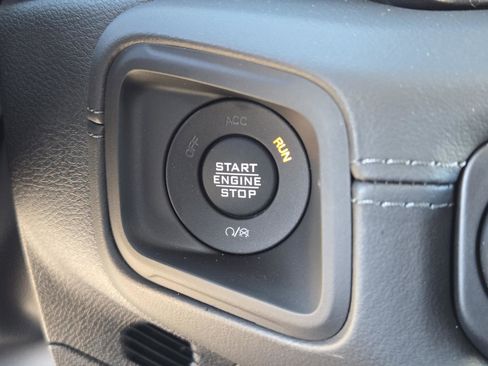 ACC
OFF
RUN
START
ENGINE
STOP